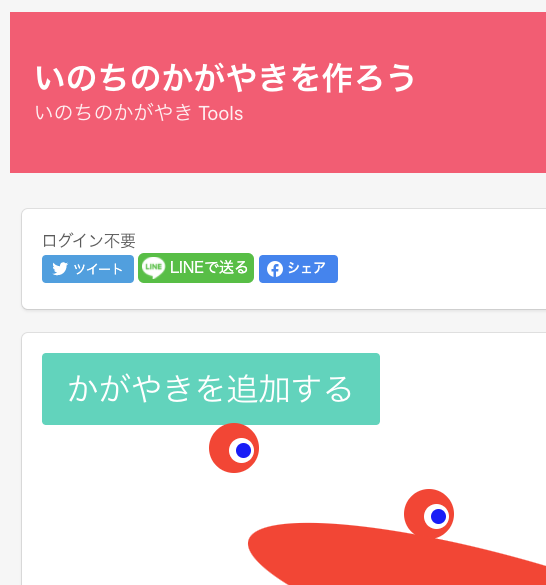 いのちのかがやきを作ろう
いのちのかがやき Tools
ログイン不要
ツイート LINE LINEで送る シェア
かがやきを追加する